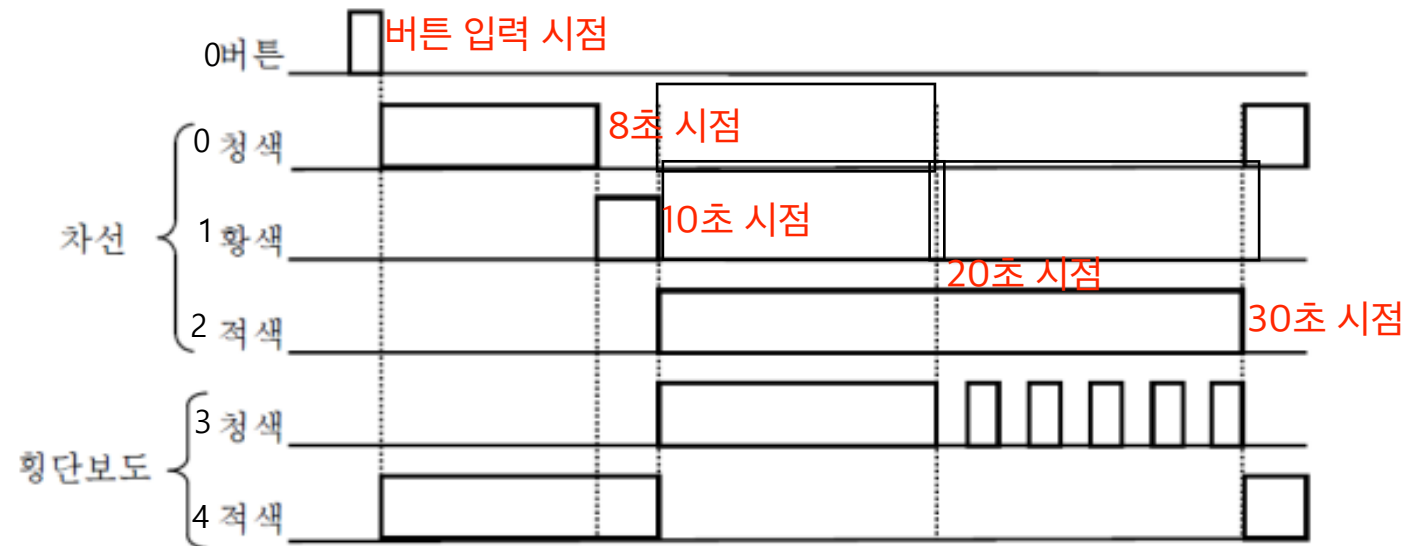 0버튼
버튼 입력 시점
차선
0 청색
8초 시점
1 황색
10초 시점
20초 시점
2 적색
30초 시점
횡단보도
3 청색
4 적색